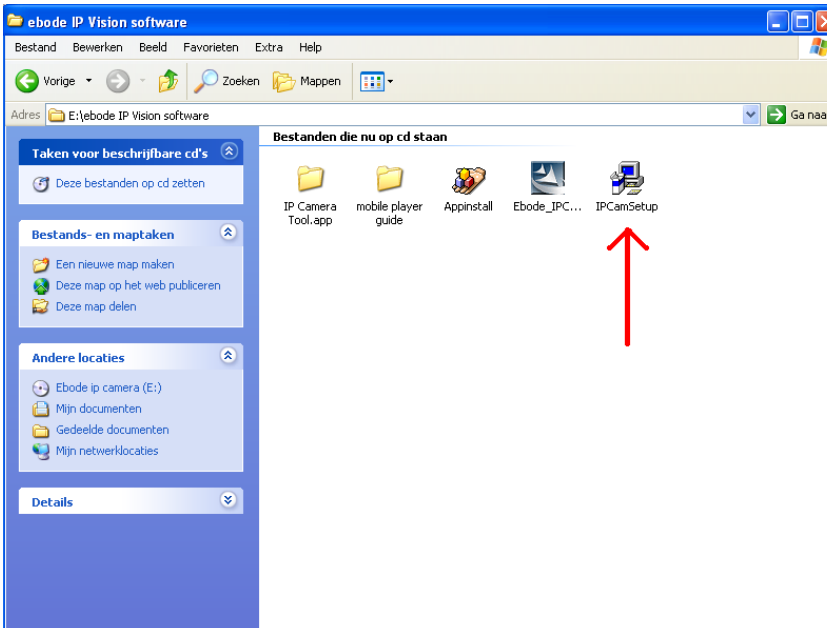 ebode IP Vision software
Bestand Bewerken Beeld Favorieten Extra Help
Vorige Zoeken Mappen
Adres E:\ebode IP Vision software Ga naa
Taken voor beschrijfbare cd's
Deze bestanden op cd zetten
Bestands- en maptaken
Een nieuwe map maken
Deze map op het web publiceren
Deze map delen
Andere locaties
Ebode ip camera (E:)
Mijn documenten
Gedeelde documenten
Mijn netwerklocaties
Details
Bestanden die nu op cd staan
IP Camera
Tool.app
mobile player
guide
Appinstall
Ebode_IPC...
IPCamSetup